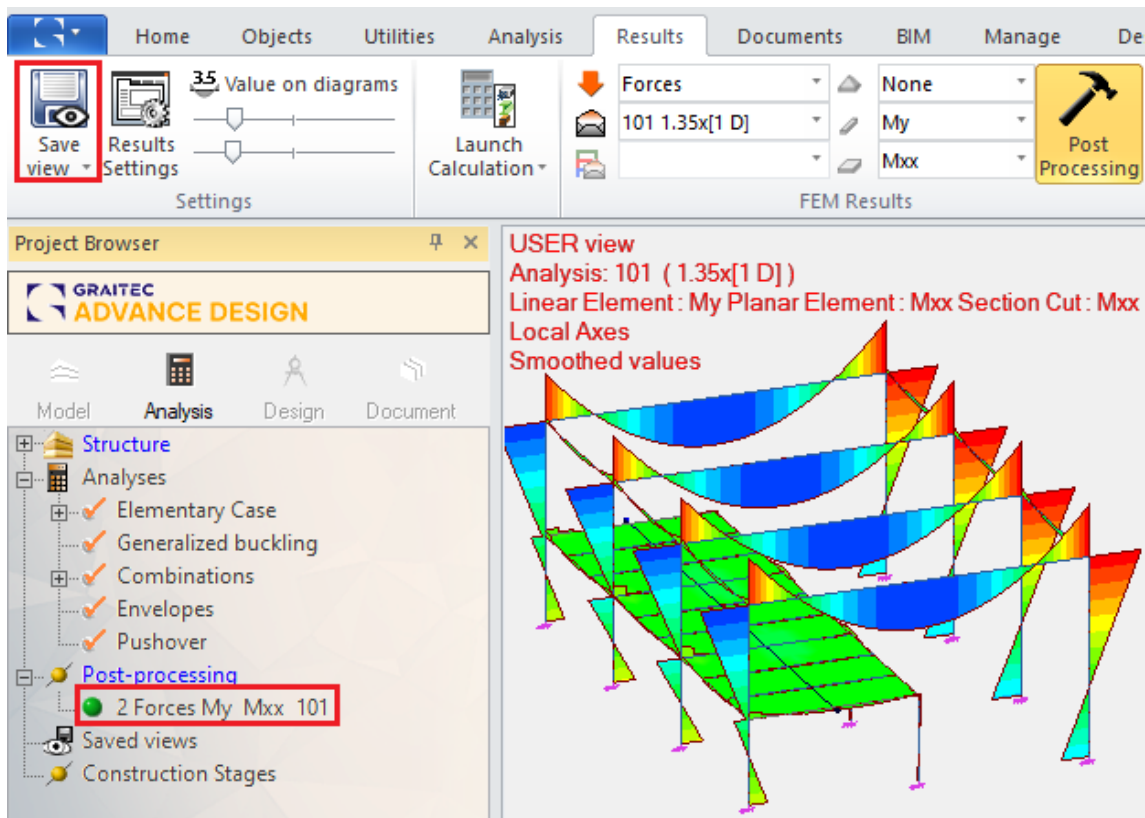 Home Objects Utilities Analysis Results Documents BIM Manage De
3.5 Value on diagrams
Save view
Results Settings
Settings
Launch Calculation
Forces
None
101 1.35x[1 D]
My
Mxx
Post Processing
FEM Results
Project Browser
GRAITEC
ADVANCE DESIGN
Model Analysis Design Document
Structure
Analyses
Elementary Case
Generalized buckling
Combinations
Envelopes
Pushover
Post-processing
2 Forces My Mxx 101
Saved views
Construction Stages
USER view
Analysis: 101 ( 1.35x[1 D] )
Linear Element : My Planar Element : Mxx Section Cut : Mxx
Local Axes
Smoothed values